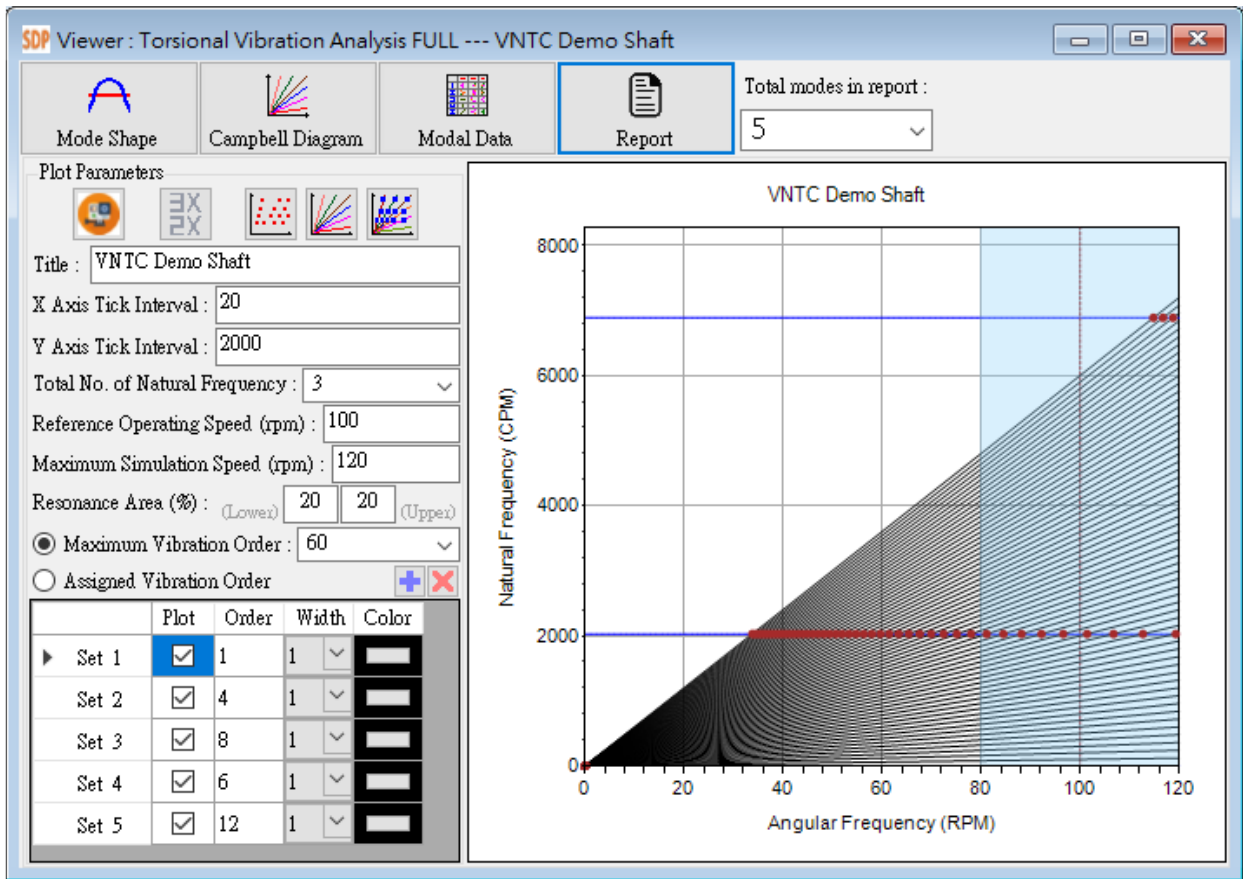 SDP Viewer : Torsional Vibration Analysis FULL --- VNTC Demo Shaft
Mode Shape
Campbell Diagram
Modal Data
Report
Total modes in report :
5
Plot Parameters
ΞX
ΞX
Title : VNTC Demo Shaft
X Axis Tick Interval : 20
Y Axis Tick Interval : 2000
Total No. of Natural Frequency : 3
Reference Operating Speed (rpm) : 100
Maximum Simulation Speed (rpm) : 120
Resonance Area (%) : (Lower) 20 20 (Upper)
Maximum Vibration Order : 60
Assigned Vibration Order
Plot Order Width Color
Set 1 1 1
Set 2 4 1
Set 3 8 1
Set 4 6 1
Set 5 12 1
VNTC Demo Shaft
Natural Frequency (CPM)
8000
6000
4000
2000
0
0 20 40 60 80 100 120
Angular Frequency (RPM)